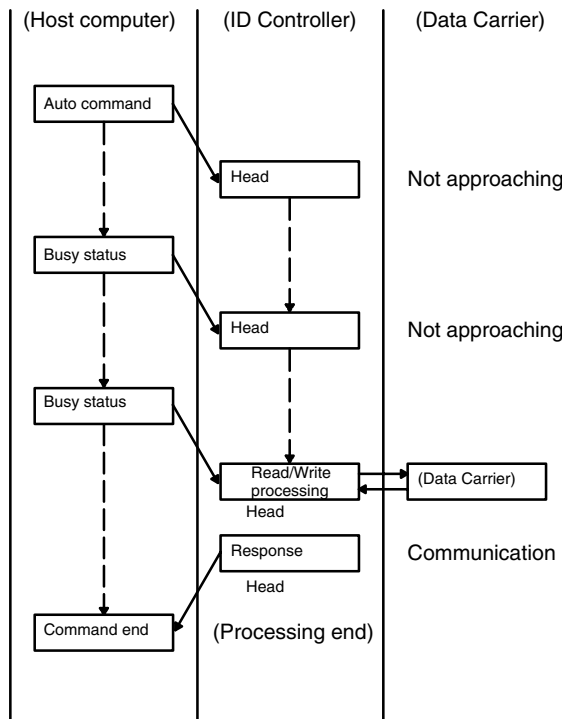 (Host computer) (ID Controller) (Data Carrier)
Auto command
Head Not approaching
Busy status
Head Not approaching
Busy status
Read/Write
processing
(Data Carrier)
Head
Response Communication
Head
Command end (Processing end)